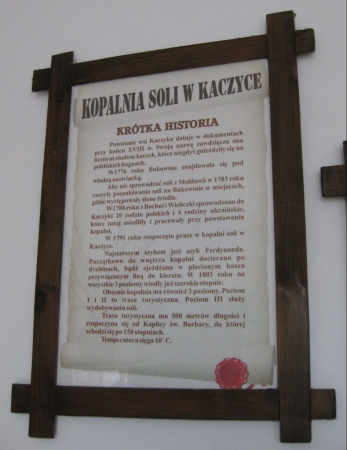 KOPALNIA SOLI W KACZYCE
KRÓTKA HISTORIA
Powstanie wsi Kaczyka datuje w dokumentach
przy końcu XVIII w. Swoją nazwę zawdzięcza ona
licznym stadom kaczek, które niegdyś gnieździły się na
pobliskich bagnach.
W1776 roku Bukowina znajdowała się pod
władzą austriacką.
Aby nie sprowadzać soli z Mołdawii w 1783 roku
ruszyły poszukiwania soli na Bukowinie w miejscach,
gdzie występowały słone źródła.
W 1788 roku z Bochni i Wieliczki sprowadzono do
Kaczyki 20 rodzin polskich i 4 rodziny ukraińskie,
które tutaj osiedliły i pracowały przy powstawaniu
kopalni.
W 1791 roku rozpoczęto prace w kopalni soli w
Kaczyce.
Najstarszym szybem jest szyb Ferdynanda.
Początkowo do wnętrza kopalni docierano po
drabinach, bądź zjeżdżano w plecionym koszu
przywiązanym liną do kieratu. W 1803 roku na
wszystkie 3 poziomy wiodły już szerokie stopnie.
Obecnie kopalnia ma również 3 poziomy. Poziom
I i II to trasa turystyczna. Poziom III służy
wydobywaniu soli.
Trasa turystyczna ma 500 metrów długości i
rozpoczyna się od Kaplicy św. Barbary, do której
schodzi się po 150 stopniach.
Temperatura sięga 10° C.